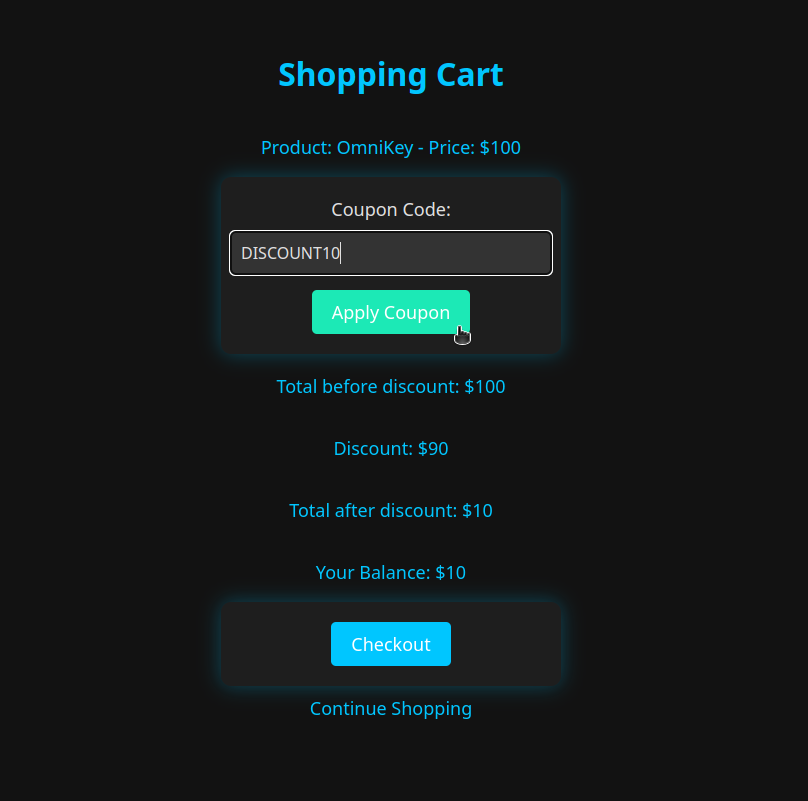 Shopping Cart
Product: OmniKey - Price: $100
Coupon Code:
DISCOUNT10
Apply Coupon
Total before discount: $100
Discount: $90
Total after discount: $10
Your Balance: $10
Checkout
Continue Shopping